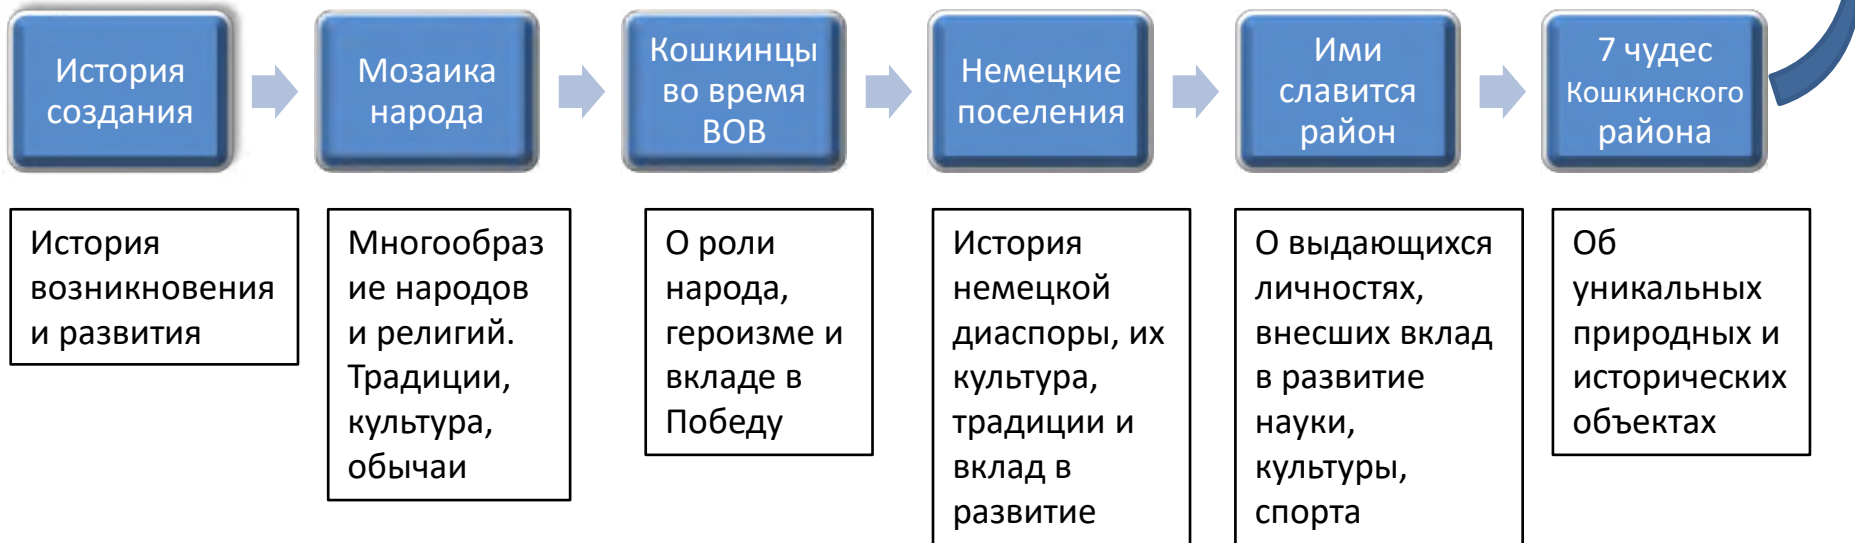 История
создания
Мозаика
народа
Кошкинцы
во время
ВОВ
Немецкие
поселения
Ими
славится
район
7 чудес
Кошкинского
района
История
возникновения
и развития
Многообраз
ие народов
и религий.
Традиции,
культура,
обычаи
О роли
народа,
героизме и
вкладе в
Победу
История
немецкой
диаспоры, их
культура,
традиции и
вклад в
развитие
О выдающихся
личностях,
внесших вклад
в развитие
науки,
культуры,
спорта
Об
уникальных
природных и
исторических
объектах